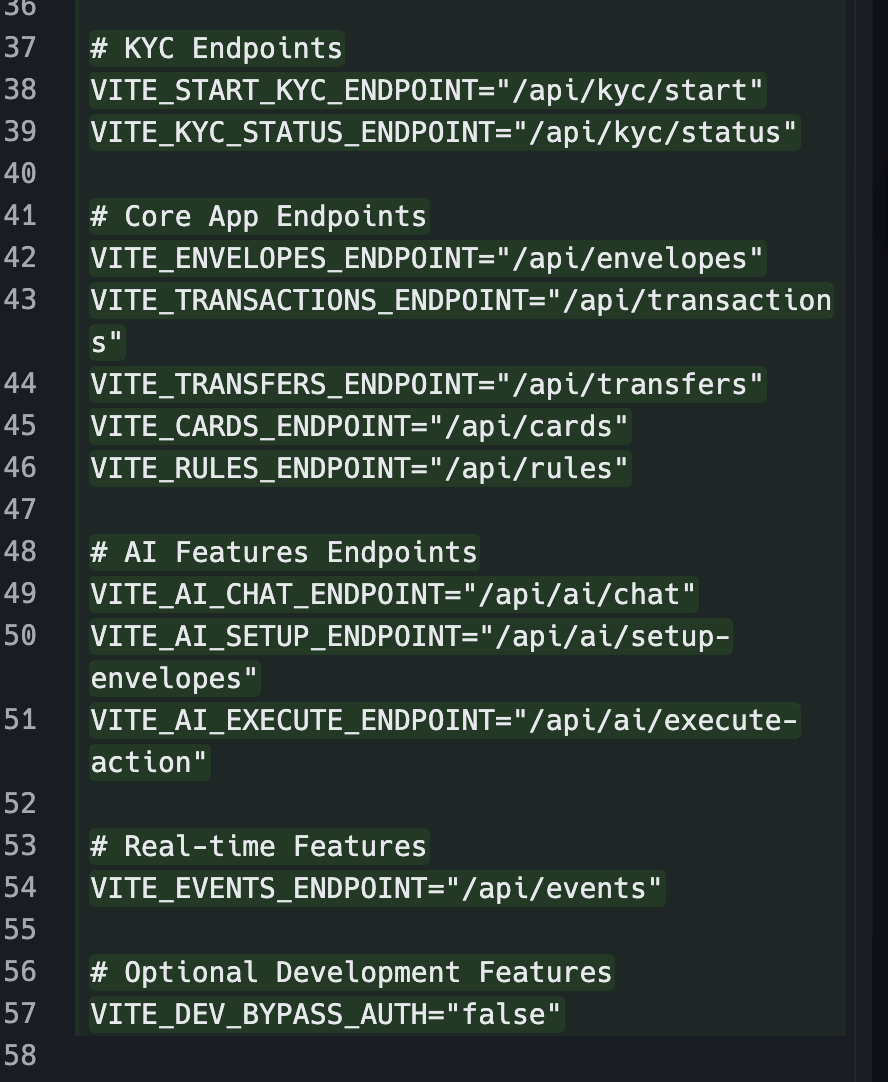 36
37 # KYC Endpoints
38 VITE_START_KYC_ENDPOINT="/api/kyc/start"
39 VITE_KYC_STATUS_ENDPOINT="/api/kyc/status"
40
41 # Core App Endpoints
42 VITE_ENVELOPES_ENDPOINT="/api/envelopes"
43 VITE_TRANSACTIONS_ENDPOINT="/api/transaction
s"
44 VITE_TRANSFERS_ENDPOINT="/api/transfers"
45 VITE_CARDS_ENDPOINT="/api/cards"
46 VITE_RULES_ENDPOINT="/api/rules"
47
48 # AI Features Endpoints
49 VITE_AI_CHAT_ENDPOINT="/api/ai/chat"
50 VITE_AI_SETUP_ENDPOINT="/api/ai/setup-
envelopes"
51 VITE_AI_EXECUTE_ENDPOINT="/api/ai/execute-
action"
52
53 # Real-time Features
54 VITE_EVENTS_ENDPOINT="/api/events"
55
56 # Optional Development Features
57 VITE_DEV_BYPASS_AUTH="false"
58